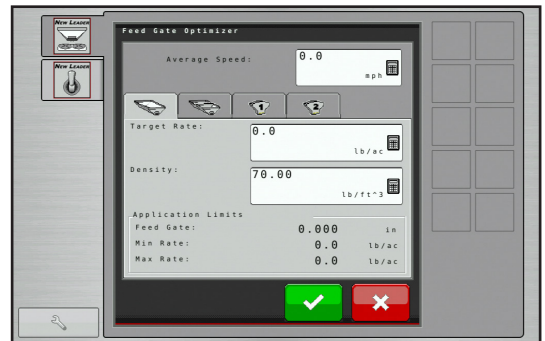 NEW LEADER
NEW LEADER
Feed Gate Optimizer
Average Speed:
0.0
mph
1
2
Target Rate:
0.0
lb/ac
Density:
70.00
lb/ft^3
Application Limits
Feed Gate: 0.000 in
Min Rate: 0.0 lb/ac
Max Rate: 0.0 lb/ac